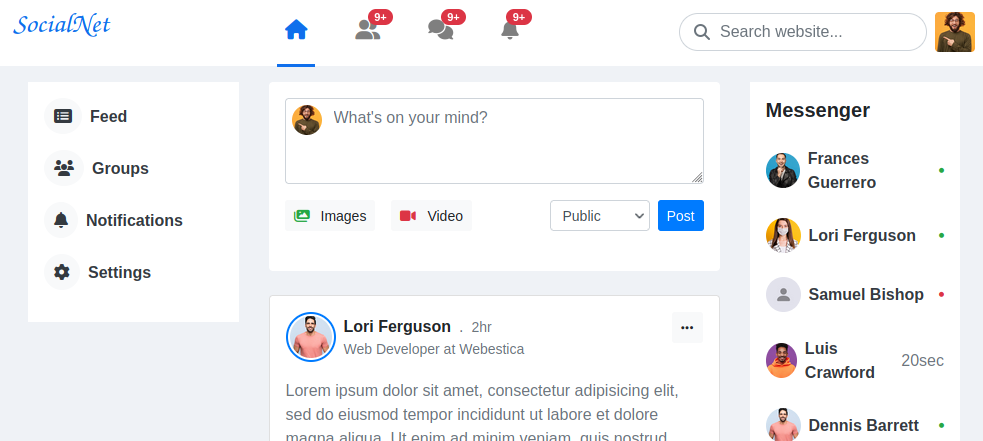 SocialNet
9+
9+
9+
Search website...
Feed
Groups
Notifications
Settings
What's on your mind?
Images
Video
Public
Post
Lori Ferguson . 2hr
Web Developer at Webestica
Lorem ipsum dolor sit amet, consectetur adipisicing elit,
sed do eiusmod tempor incididunt ut labore et dolore
magna aliqua. Ut enim ad minim veniam, quis nostrud
Messenger
Frances
Guerrero
Lori Ferguson
Samuel Bishop
Luis
Crawford
20sec
Dennis Barrett